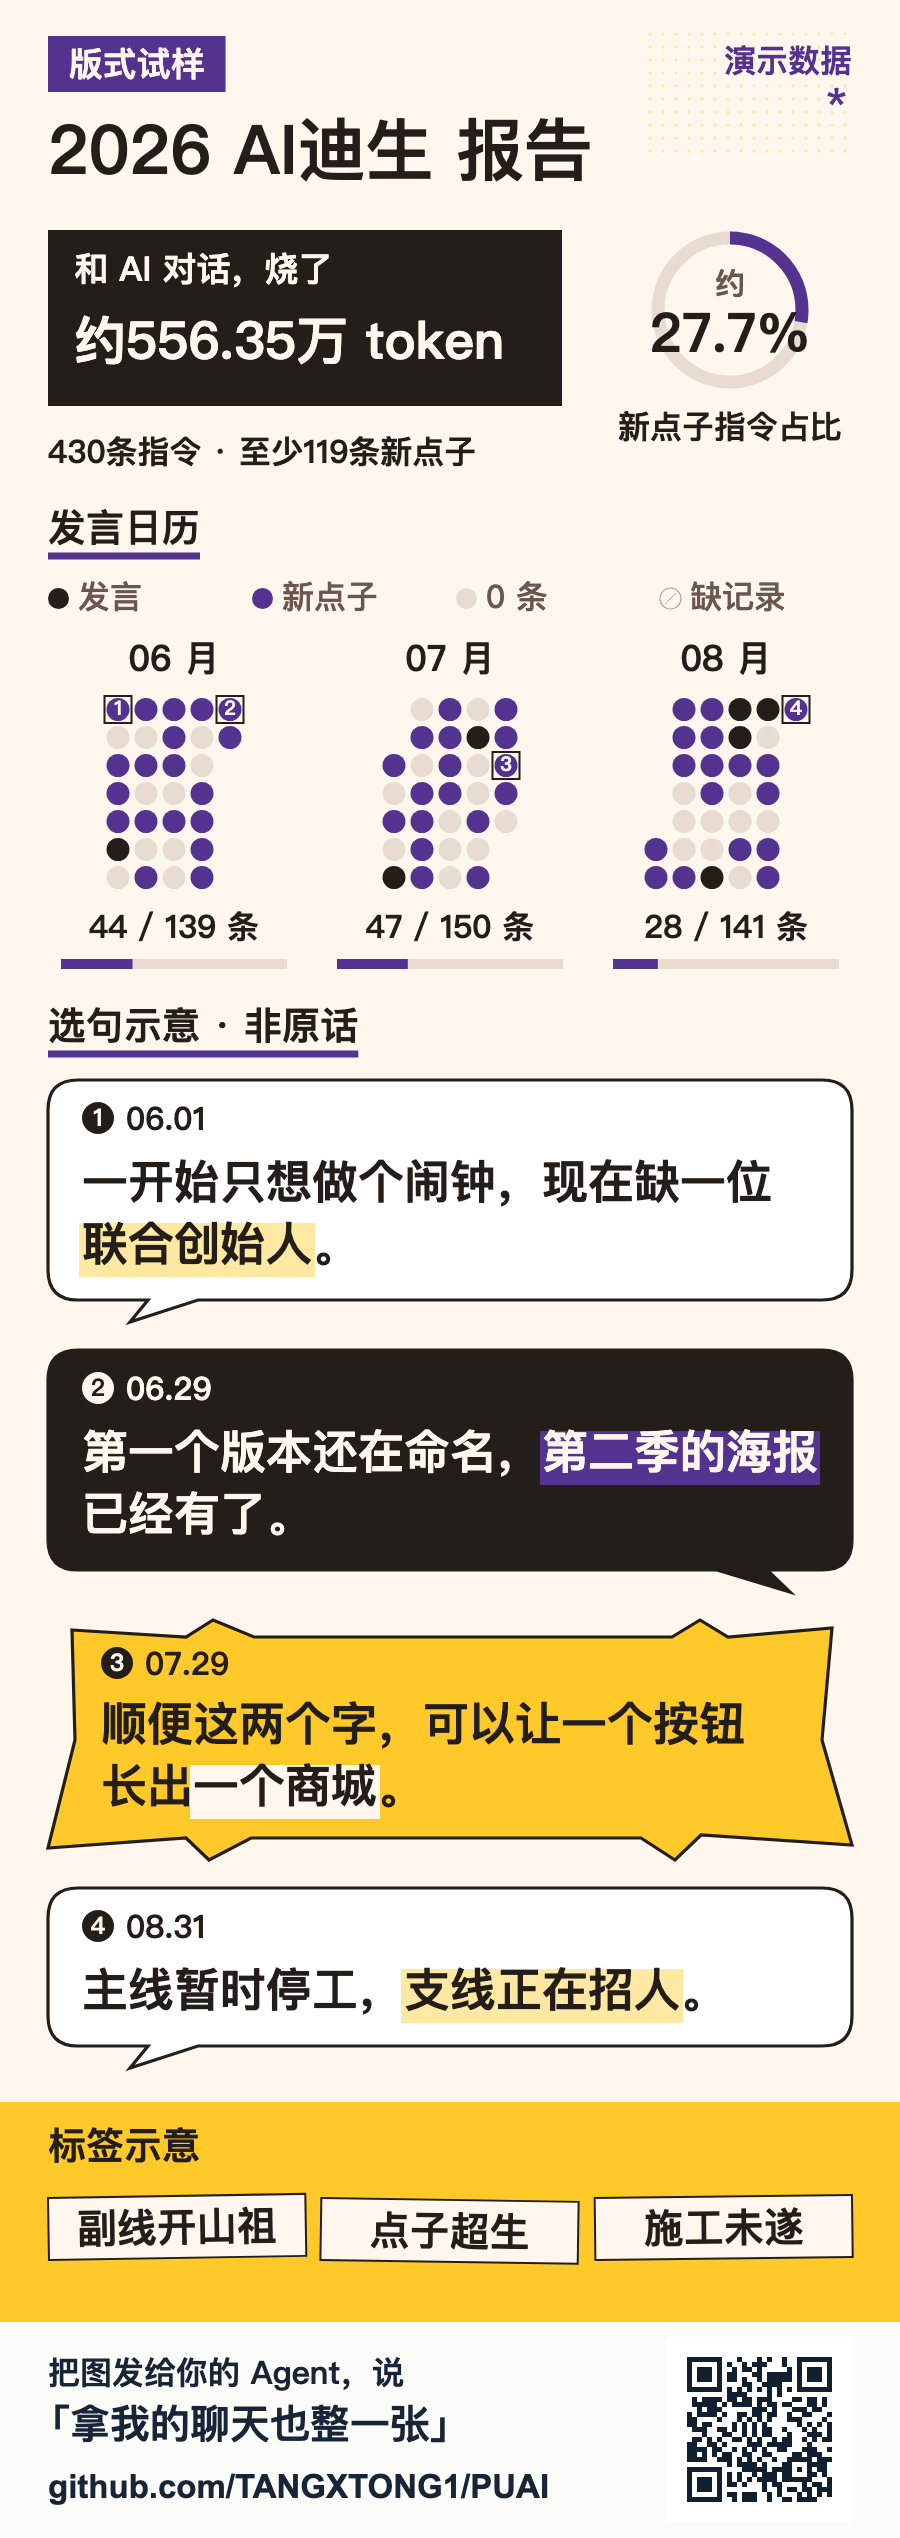 版式试样
演示数据
*
2026 AI迪生 报告
和 AI 对话，烧了
约556.35万 token
约
27.7%
新点子指令占比
430条指令 · 至少119条新点子
发言日历
发言
新点子
0 条
缺记录
06 月
07 月
08 月
1
2
3
4
44 / 139 条
47 / 150 条
28 / 141 条
选句示意 · 非原话
1 06.01
一开始只想做个闹钟，现在缺一位
联合创始人。
2 06.29
第一个版本还在命名，第二季的海报
已经有了。
3 07.29
顺便这两个字，可以让一个按钮
长出一个商城。
4 08.31
主线暂时停工，支线正在招人。
标签示意
副线开山祖
点子超生
施工未遂
把图发给你的 Agent，说
「拿我的聊天也整一张」
github.com/TANGXTONG1/PUAI